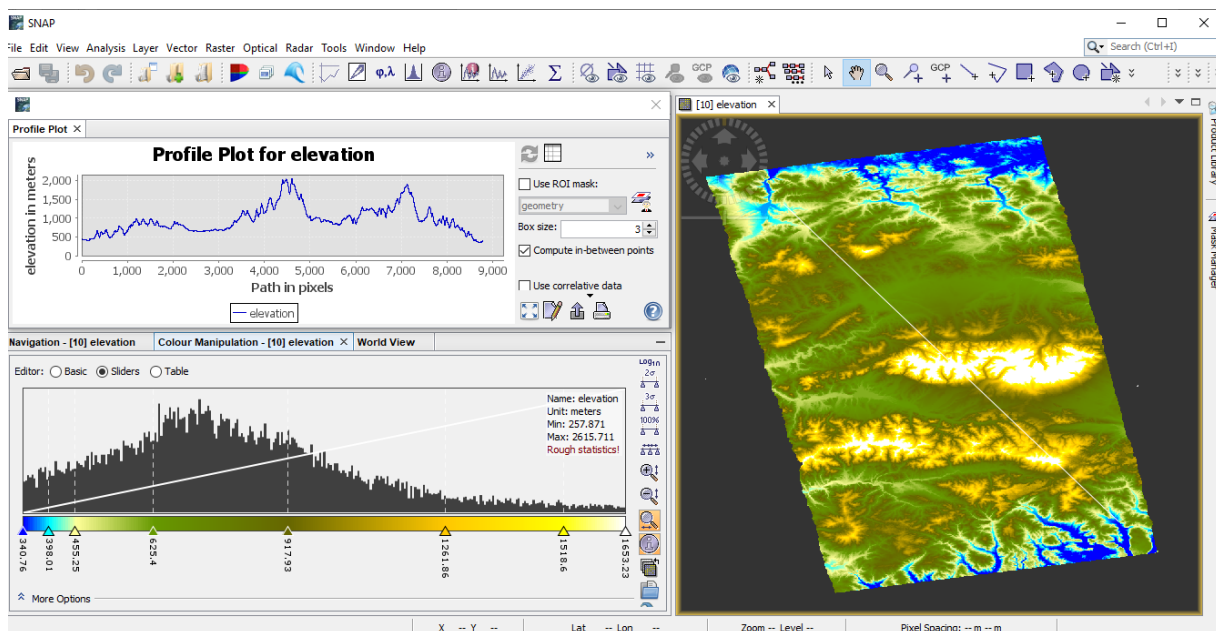 SNAP
File Edit View Analysis Layer Vector Raster Optical Radar Tools Window Help
Search (Ctrl+I)
φ,λ
Σ
GCP
GCP
[10] elevation
Profile Plot
Profile Plot for elevation
elevation in meters
2,000
1,500
1,000
500
0
0 1,000 2,000 3,000 4,000 5,000 6,000 7,000 8,000 9,000
Path in pixels
elevation
Use ROI mask:
geometry
Box size: 3
Compute in-between points
Use correlative data
Product Library
Mask Manager
Navigation - [10] elevation Colour Manipulation - [10] elevation World View
Editor: Basic Sliders Table
Name: elevation
Unit: meters
Min: 257.871
Max: 2615.711
Rough statistics!
Log10
2σ
3σ
100%
340.76 398.01 455.25 625.4 917.93 1261.86 1518.6 1653.23
More Options
X -- Y -- Lat -- Lon -- Zoom -- Level -- Pixel Spacing: -- m -- m